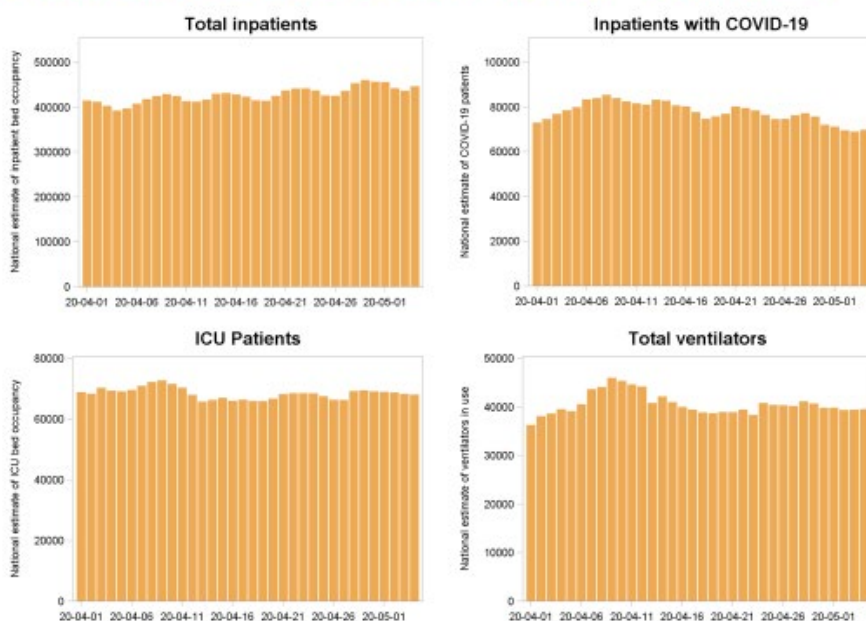 Total inpatients
National estimate of inpatient bed occupancy
500000
400000
300000
200000
100000
0
20-04-01 20-04-06 20-04-11 20-04-16 20-04-21 20-04-26 20-05-01
Inpatients with COVID-19
National estimate of COVID-19 patients
100000
80000
60000
40000
20000
0
20-04-01 20-04-06 20-04-11 20-04-16 20-04-21 20-04-26 20-05-01
ICU Patients
National estimate of ICU bed occupancy
80000
60000
40000
20000
0
20-04-01 20-04-06 20-04-11 20-04-16 20-04-21 20-04-26 20-05-01
Total ventilators
National estimate of ventilators in use
50000
40000
30000
20000
10000
0
20-04-01 20-04-06 20-04-11 20-04-16 20-04-21 20-04-26 20-05-01